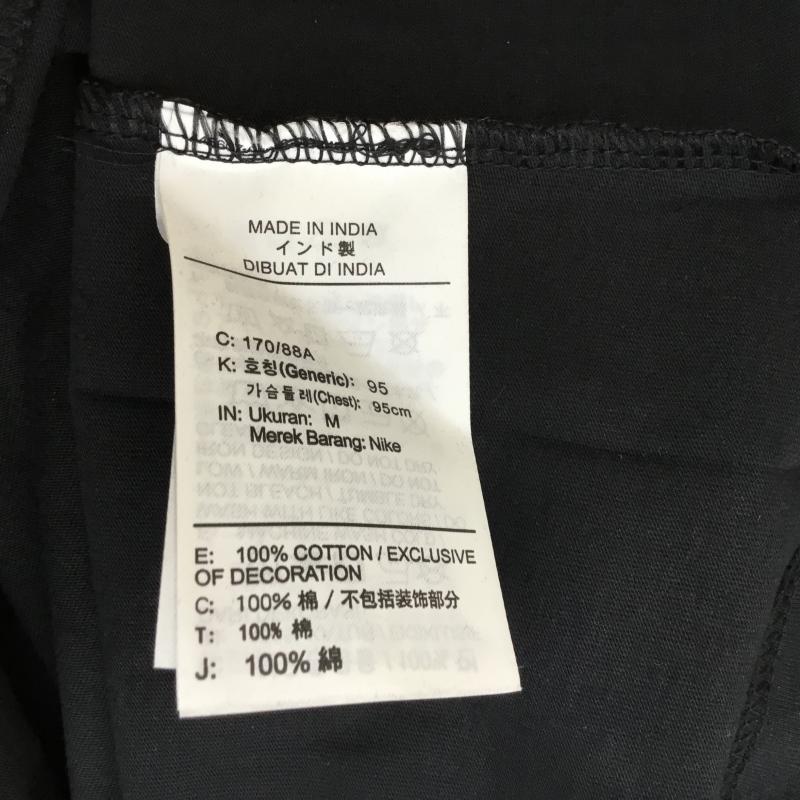 MADE IN INDIA
インド製
DIBUAT DI INDIA
C: 170/88A
K: 호칭(Generic): 95
가슴둘레(Chest): 95cm
IN: Ukuran: M
Merek Barang: Nike
E: 100% COTTON / EXCLUSIVE
OF DECORATION
C: 100% 棉 / 不包括装饰部分
T: 100% 棉
J: 100% 綿